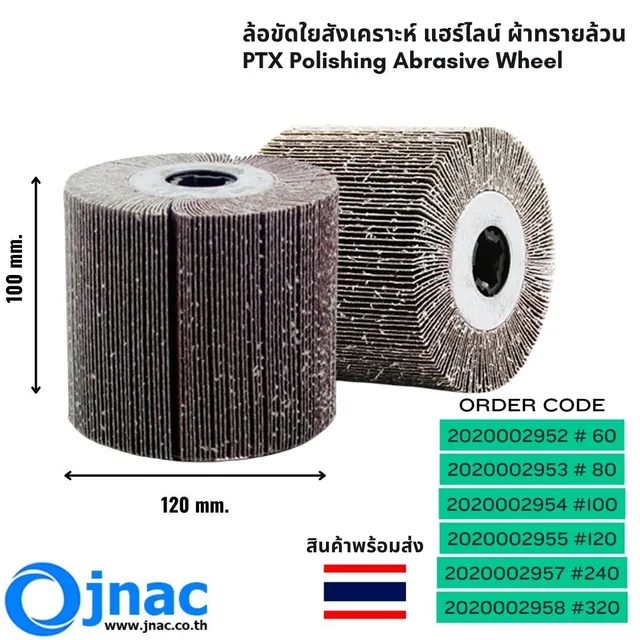 ล้อขัดใยสังเคราะห์ แฮร์ไลน์ ผ้าทรายล้วน
PTX Polishing Abrasive Wheel
100 mm.
120 mm.
ORDER CODE
2020002952 # 60
2020002953 # 80
2020002954 #100
2020002955 #120
2020002957 #240
2020002958 #320
สินค้าพร้อมส่ง
jnac
www.jnac.co.th